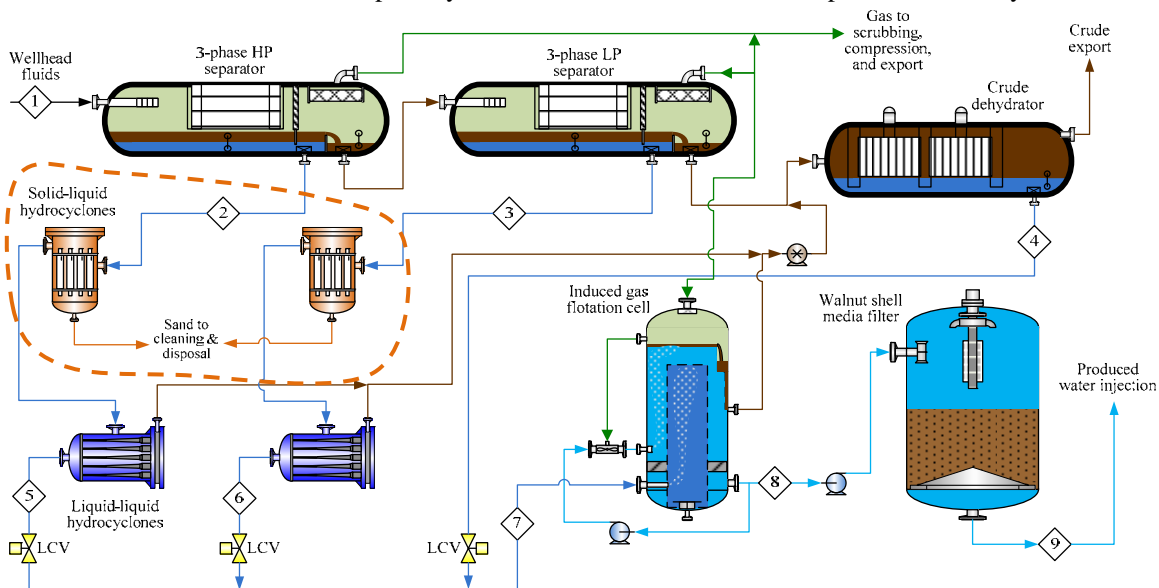 3-phase HP
separator
3-phase LP
separator
Gas to
scrubbing,
compression,
and export
Crude
export
Wellhead
fluids
1
Crude
dehydrator
Solid-liquid
hydrocyclones
2
3
4
Sand to
cleaning &
disposal
Induced gas
flotation cell
Walnut shell
media filter
Produced
water injection
5
6
7
8
9
Liquid-liquid
hydrocyclones
LCV
LCV
LCV